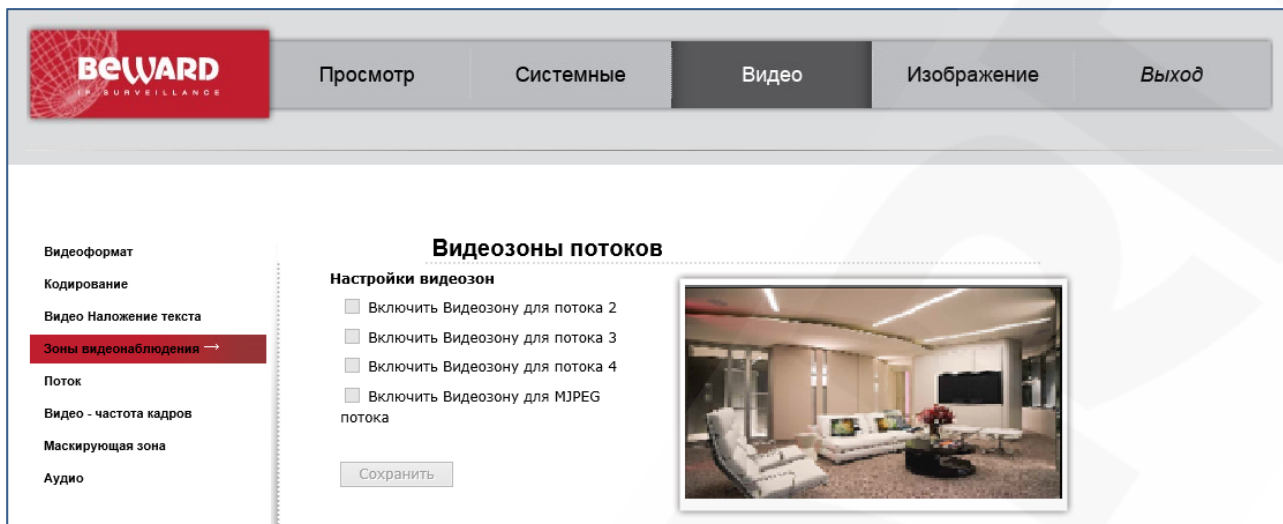 BEWARD
IP SURVEILLANCE
Просмотр
Системные
Видео
Изображение
Выход
Видеоформат
Кодирование
Видео Наложение текста
Зоны видеонаблюдения →
Поток
Видео - частота кадров
Маскирующая зона
Аудио
Видеозоны потоков
Настройки видеозон
Включить Видеозону для потока 2
Включить Видеозону для потока 3
Включить Видеозону для потока 4
Включить Видеозону для MJPEG
потока
Сохранить